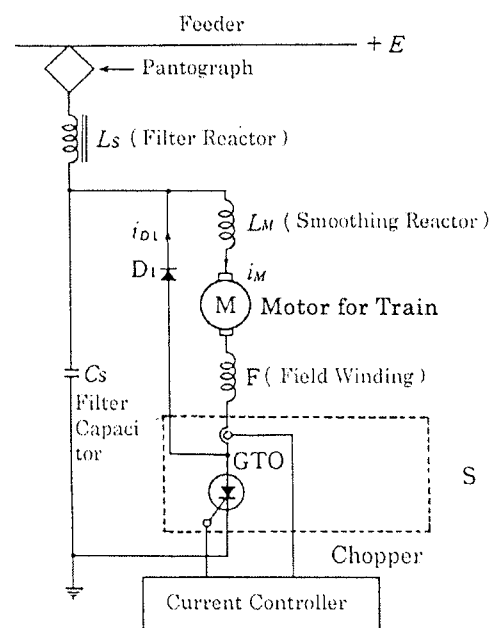 Feeder
+ E
Pantograph
Ls ( Filter Reactor )
LM ( Smoothing Reactor )
iD1
iM
D1
M
Motor for Train
Cs
F ( Field Winding )
Filter
Capaci
tor
GTO
S
Chopper
Current Controller